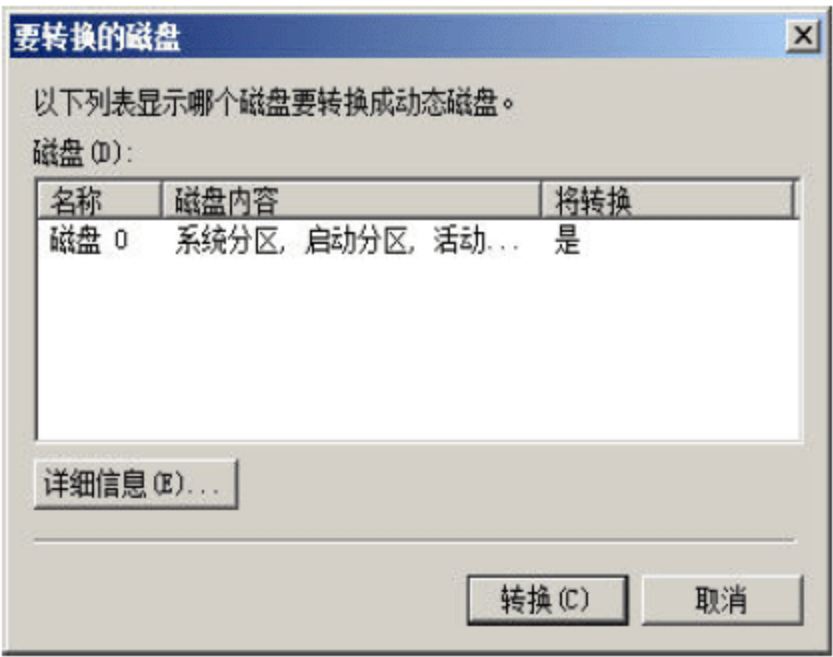 要转换的磁盘
以下列表显示哪个磁盘要转换成动态磁盘。
磁盘(D):
名称 磁盘内容 将转换
磁盘 0 系统分区, 启动分区, 活动... 是
详细信息(E)...
转换(C) 取消